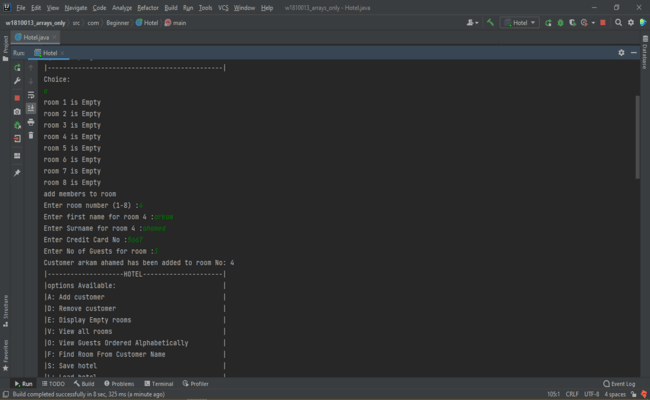 File Edit View Navigate Code Analyze Refactor Build Run Tools VCS Window Help w1810013_arrays_only - Hotel.java
w1810013_arrays_only src com Beginner Hotel main Hotel
Project
Hotel.java
Database
Run: Hotel
|----------------------------------------------|
Choice:
room 1 is Empty
room 2 is Empty
room 3 is Empty
room 4 is Empty
room 5 is Empty
room 6 is Empty
room 7 is Empty
room 8 is Empty
add members to room
Enter room number (1-8) :4
Enter first name for room 4 :arkam
Enter Surname for room 4 :ahamed
Enter Credit Card No :
Enter No of Guests for room :
Customer arkam ahamed has been added to room No: 4
|--------------------HOTEL---------------------|
|options Available: |
|A: Add customer |
|D: Remove customer |
|E: Display Empty rooms |
|V: View all rooms |
|O: View Guests Ordered Alphabetically |
|F: Find Room From Customer Name |
|S: Save hotel |
|L: Load hotel |
Structure
Favorites
Run TODO Build Problems Terminal Profiler Event Log
Build completed successfully in 8 sec, 325 ms (a minute ago) 105:1 CRLF UTF-8 4 spaces